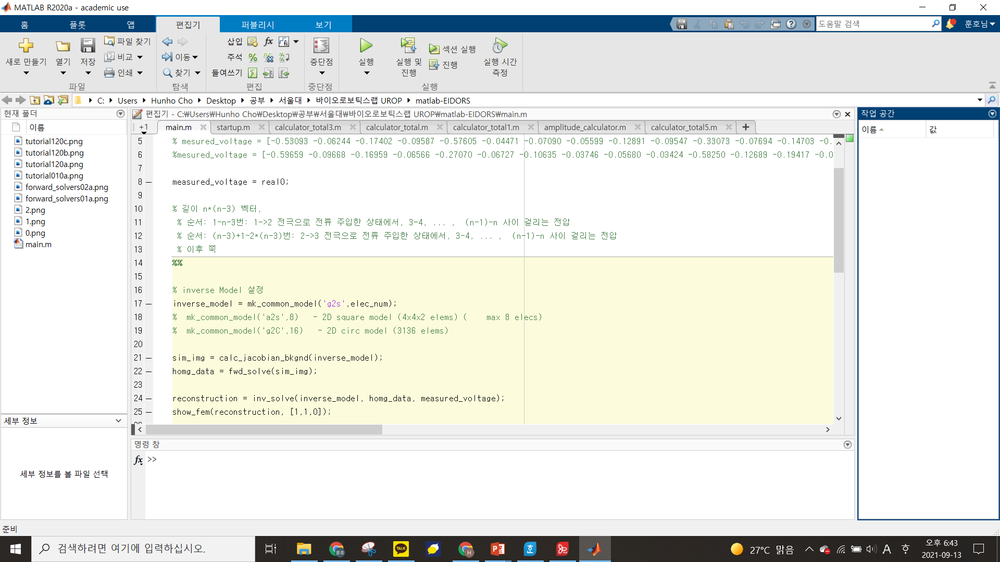 MATLAB R2020a - academic use
홈 플롯 앱 편집기 퍼블리시 보기
도움말 검색
훈호님
새로 만들기
열기
저장
파일 찾기
비교
인쇄
파일
이동
찾기
탐색
삽입
주석
들여쓰기
편집
중단점
중단점
실행
실행 및
진행
섹션 실행
진행
실행 시간
측정
실행
C: Users Hunho Cho Desktop 공부 서울대 바이오로보틱스랩 UROP matlab-EIDORS
현재 폴더
이름
tutorial120c.png
tutorial120b.png
tutorial120a.png
tutorial010a.png
forward_solvers02a.png
forward_solvers01a.png
2.png
1.png
0.png
main.m
세부 정보
세부 정보를 볼 파일 선택
편집기 - C:₩Users₩Hunho Cho₩Desktop₩공부₩서울대₩바이오로보틱스랩 UROP₩matlab-EIDORS₩main.m
+1 main.m startup.m calculator_total3.m calculator_total.m calculator_total1.m amplitude_calculator.m calculator_total5.m
5 % mesured_voltage = [-0.53093 -0.06244 -0.17402 -0.09587 -0.57605 -0.04471 -0.07090 -0.05599 -0.12891 -0.09547 -0.33073 -0.07694 -0.14703 -0.
6 %mesured_voltage = [-0.59659 -0.09668 -0.16959 -0.06566 -0.27070 -0.06727 -0.10635 -0.03746 -0.05680 -0.03424 -0.58250 -0.12689 -0.19417 -0.0
7
8 measured_voltage = real0;
9
10 % 길이 n*(n-3) 벡터,
11 % 순서: 1~n-3번: 1->2 전극으로 전류 주입한 상태에서, 3-4, ... , (n-1)-n 사이 걸리는 전압
12 % 순서: (n-3)+1~2*(n-3)번: 2->3 전극으로 전류 주입한 상태에서, 3-4, ... , (n-1)-n 사이 걸리는 전압
13 % 이후 쭉
14 %%
15
16 % inverse Model 설정
17 inverse_model = mk_common_model('g2s',elec_num);
18 % mk_common_model('a2s',8) - 2D square model (4x4x2 elems) ( max 8 elecs)
19 % mk_common_model('g2C',16) - 2D circ model (3136 elems)
20
21 sim_img = calc_jacobian_bkgnd(inverse_model);
22 homg_data = fwd_solve(sim_img);
23
24 reconstruction = inv_solve(inverse_model, homg_data, measured_voltage);
25 show_fem(reconstruction, [1,1,0]);
명령 창
fx >>
작업 공간
이름 값
준비
검색하려면 여기에 입력하십시오.
27°C 맑음
A 호
오후 6:43
2021-09-13